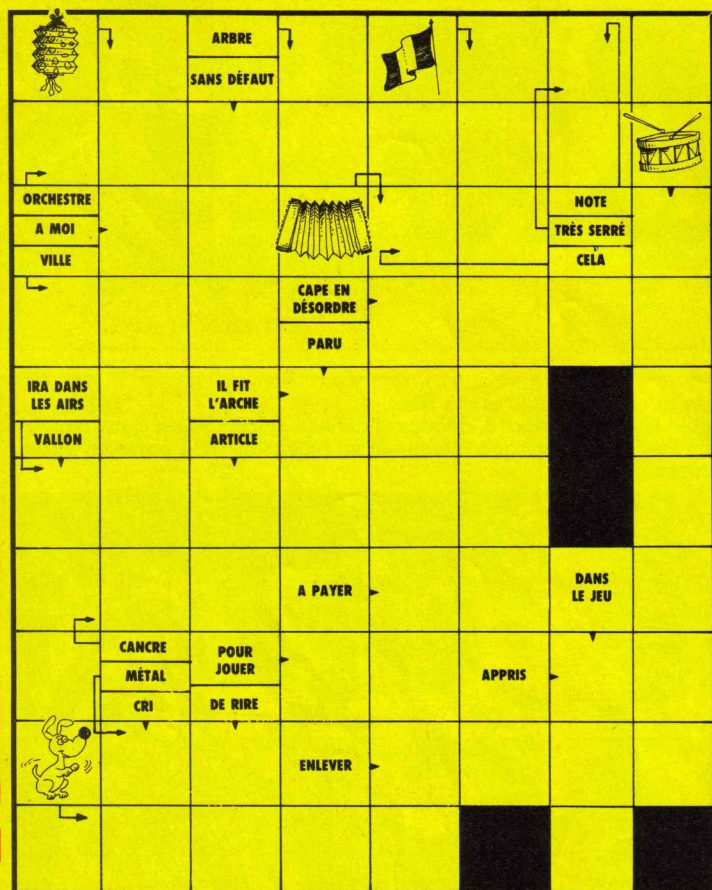 ARBRE
SANS DÉFAUT
ORCHESTRE
NOTE
A MOI
TRÈS SERRÉ
VILLE
CELA
CAPE EN
DÉSORDRE
PARU
IRA DANS
LES AIRS
IL FIT
L'ARCHE
VALLON
ARTICLE
A PAYER
DANS
LE JEU
CANCRE
POUR
JOUER
MÉTAL
APPRIS
CRI
DE RIRE
ENLEVER